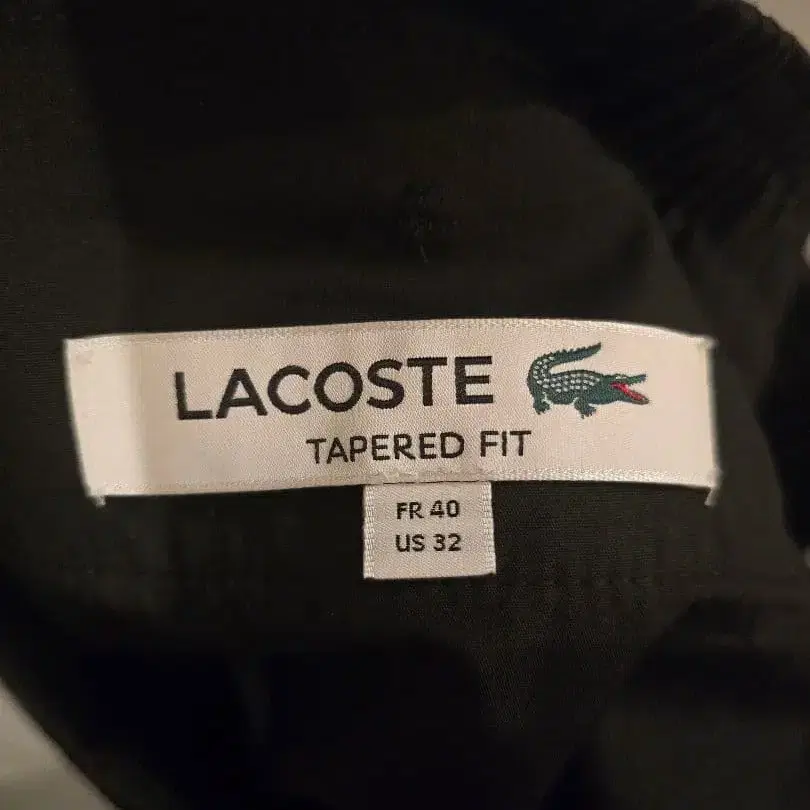 LACOSTE
TAPERED FIT
FR 40
US 32